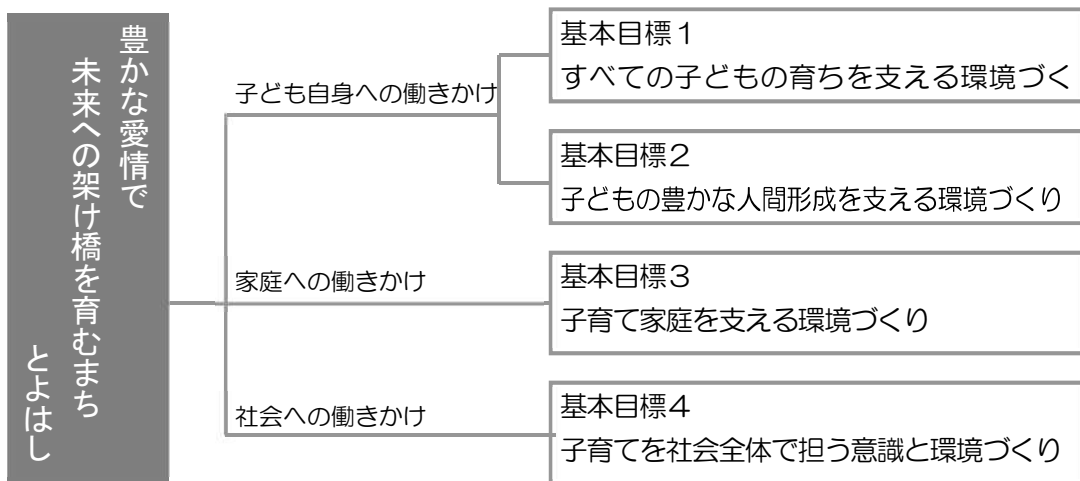 豊かな愛情で
未来への架け橋を育むまち
とよはし
子ども自身への働きかけ
基本目標１
すべての子どもの育ちを支える環境づく
基本目標２
子どもの豊かな人間形成を支える環境づくり
家庭への働きかけ
基本目標３
子育て家庭を支える環境づくり
社会への働きかけ
基本目標４
子育てを社会全体で担う意識と環境づくり